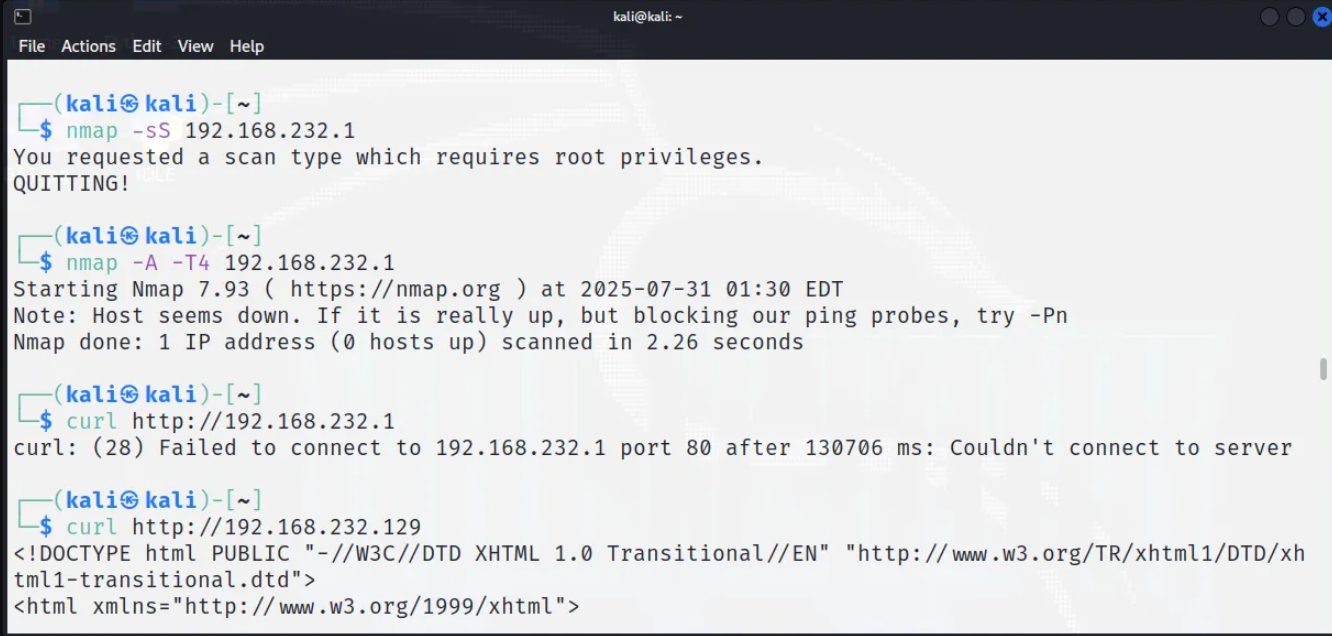 kali@kali: ~
File Actions Edit View Help
┌──(kali㉿kali)-[~]
└─$ nmap -sS 192.168.232.1
You requested a scan type which requires root privileges.
QUITTING!
┌──(kali㉿kali)-[~]
└─$ nmap -A -T4 192.168.232.1
Starting Nmap 7.93 ( https://nmap.org ) at 2025-07-31 01:30 EDT
Note: Host seems down. If it is really up, but blocking our ping probes, try -Pn
Nmap done: 1 IP address (0 hosts up) scanned in 2.26 seconds
┌──(kali㉿kali)-[~]
└─$ curl http://192.168.232.1
curl: (28) Failed to connect to 192.168.232.1 port 80 after 130706 ms: Couldn't connect to server
┌──(kali㉿kali)-[~]
└─$ curl http://192.168.232.129
<!DOCTYPE html PUBLIC "-//W3C//DTD XHTML 1.0 Transitional//EN" "http://www.w3.org/TR/xhtml1/DTD/xh
tml1-transitional.dtd">
<html xmlns="http://www.w3.org/1999/xhtml">